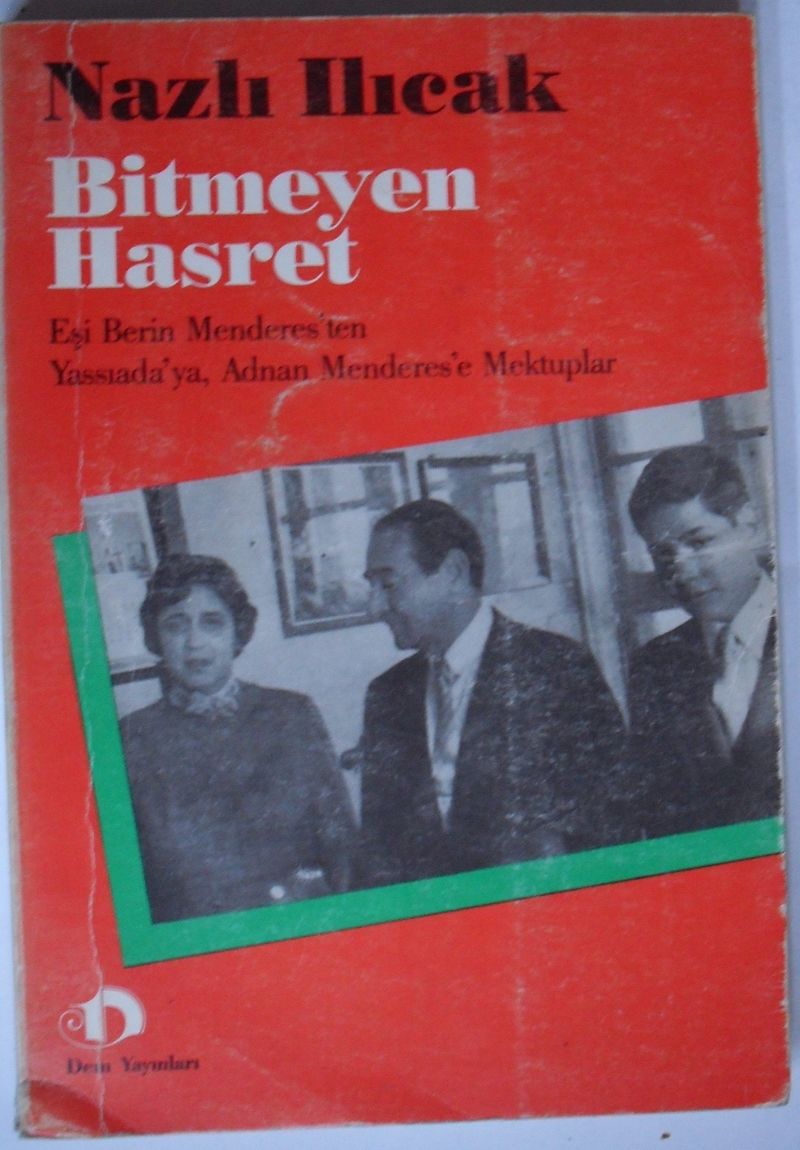 Nazlı Ilıcak
Bitmeyen
Hasret
Eşi Berin Menderes'ten
Yassıada'ya, Adnan Menderes'e Mektuplar
D
Dem Yayınları